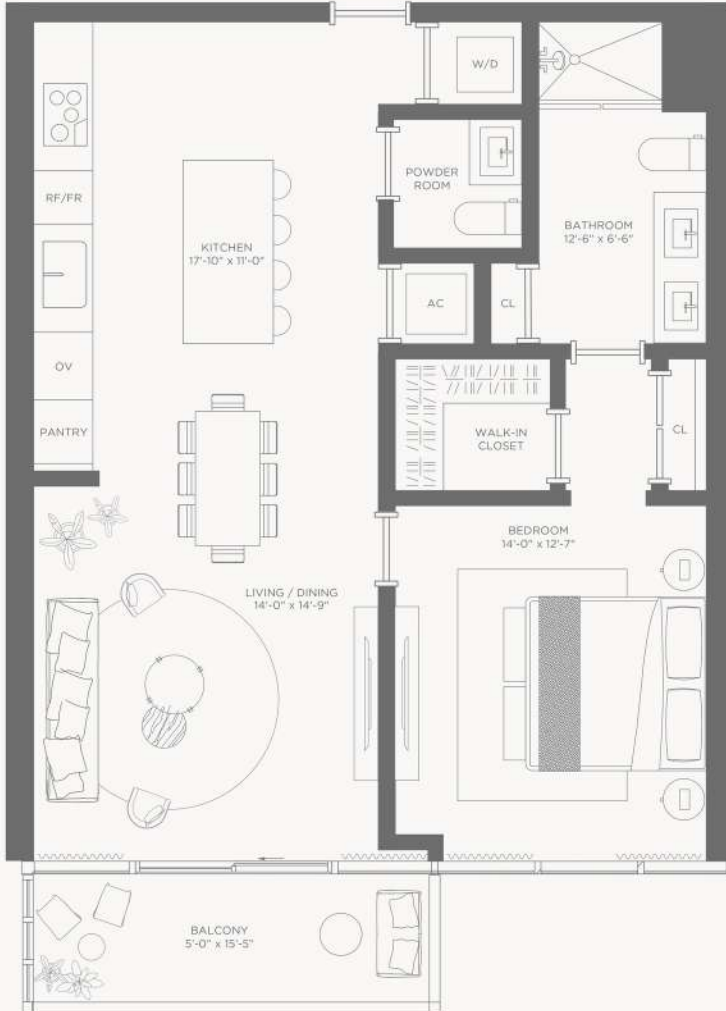 W/D
POWDER
ROOM
RF/FR
BATHROOM
12'-6" x 6'-6"
KITCHEN
17'-10" x 11'-0"
AC
CL
OV
PANTRY
WALK-IN
CLOSET
CL
BEDROOM
14'-0" x 12'-7"
LIVING / DINING
14'-0" x 14'-9"
BALCONY
5'-0" x 15'-5"